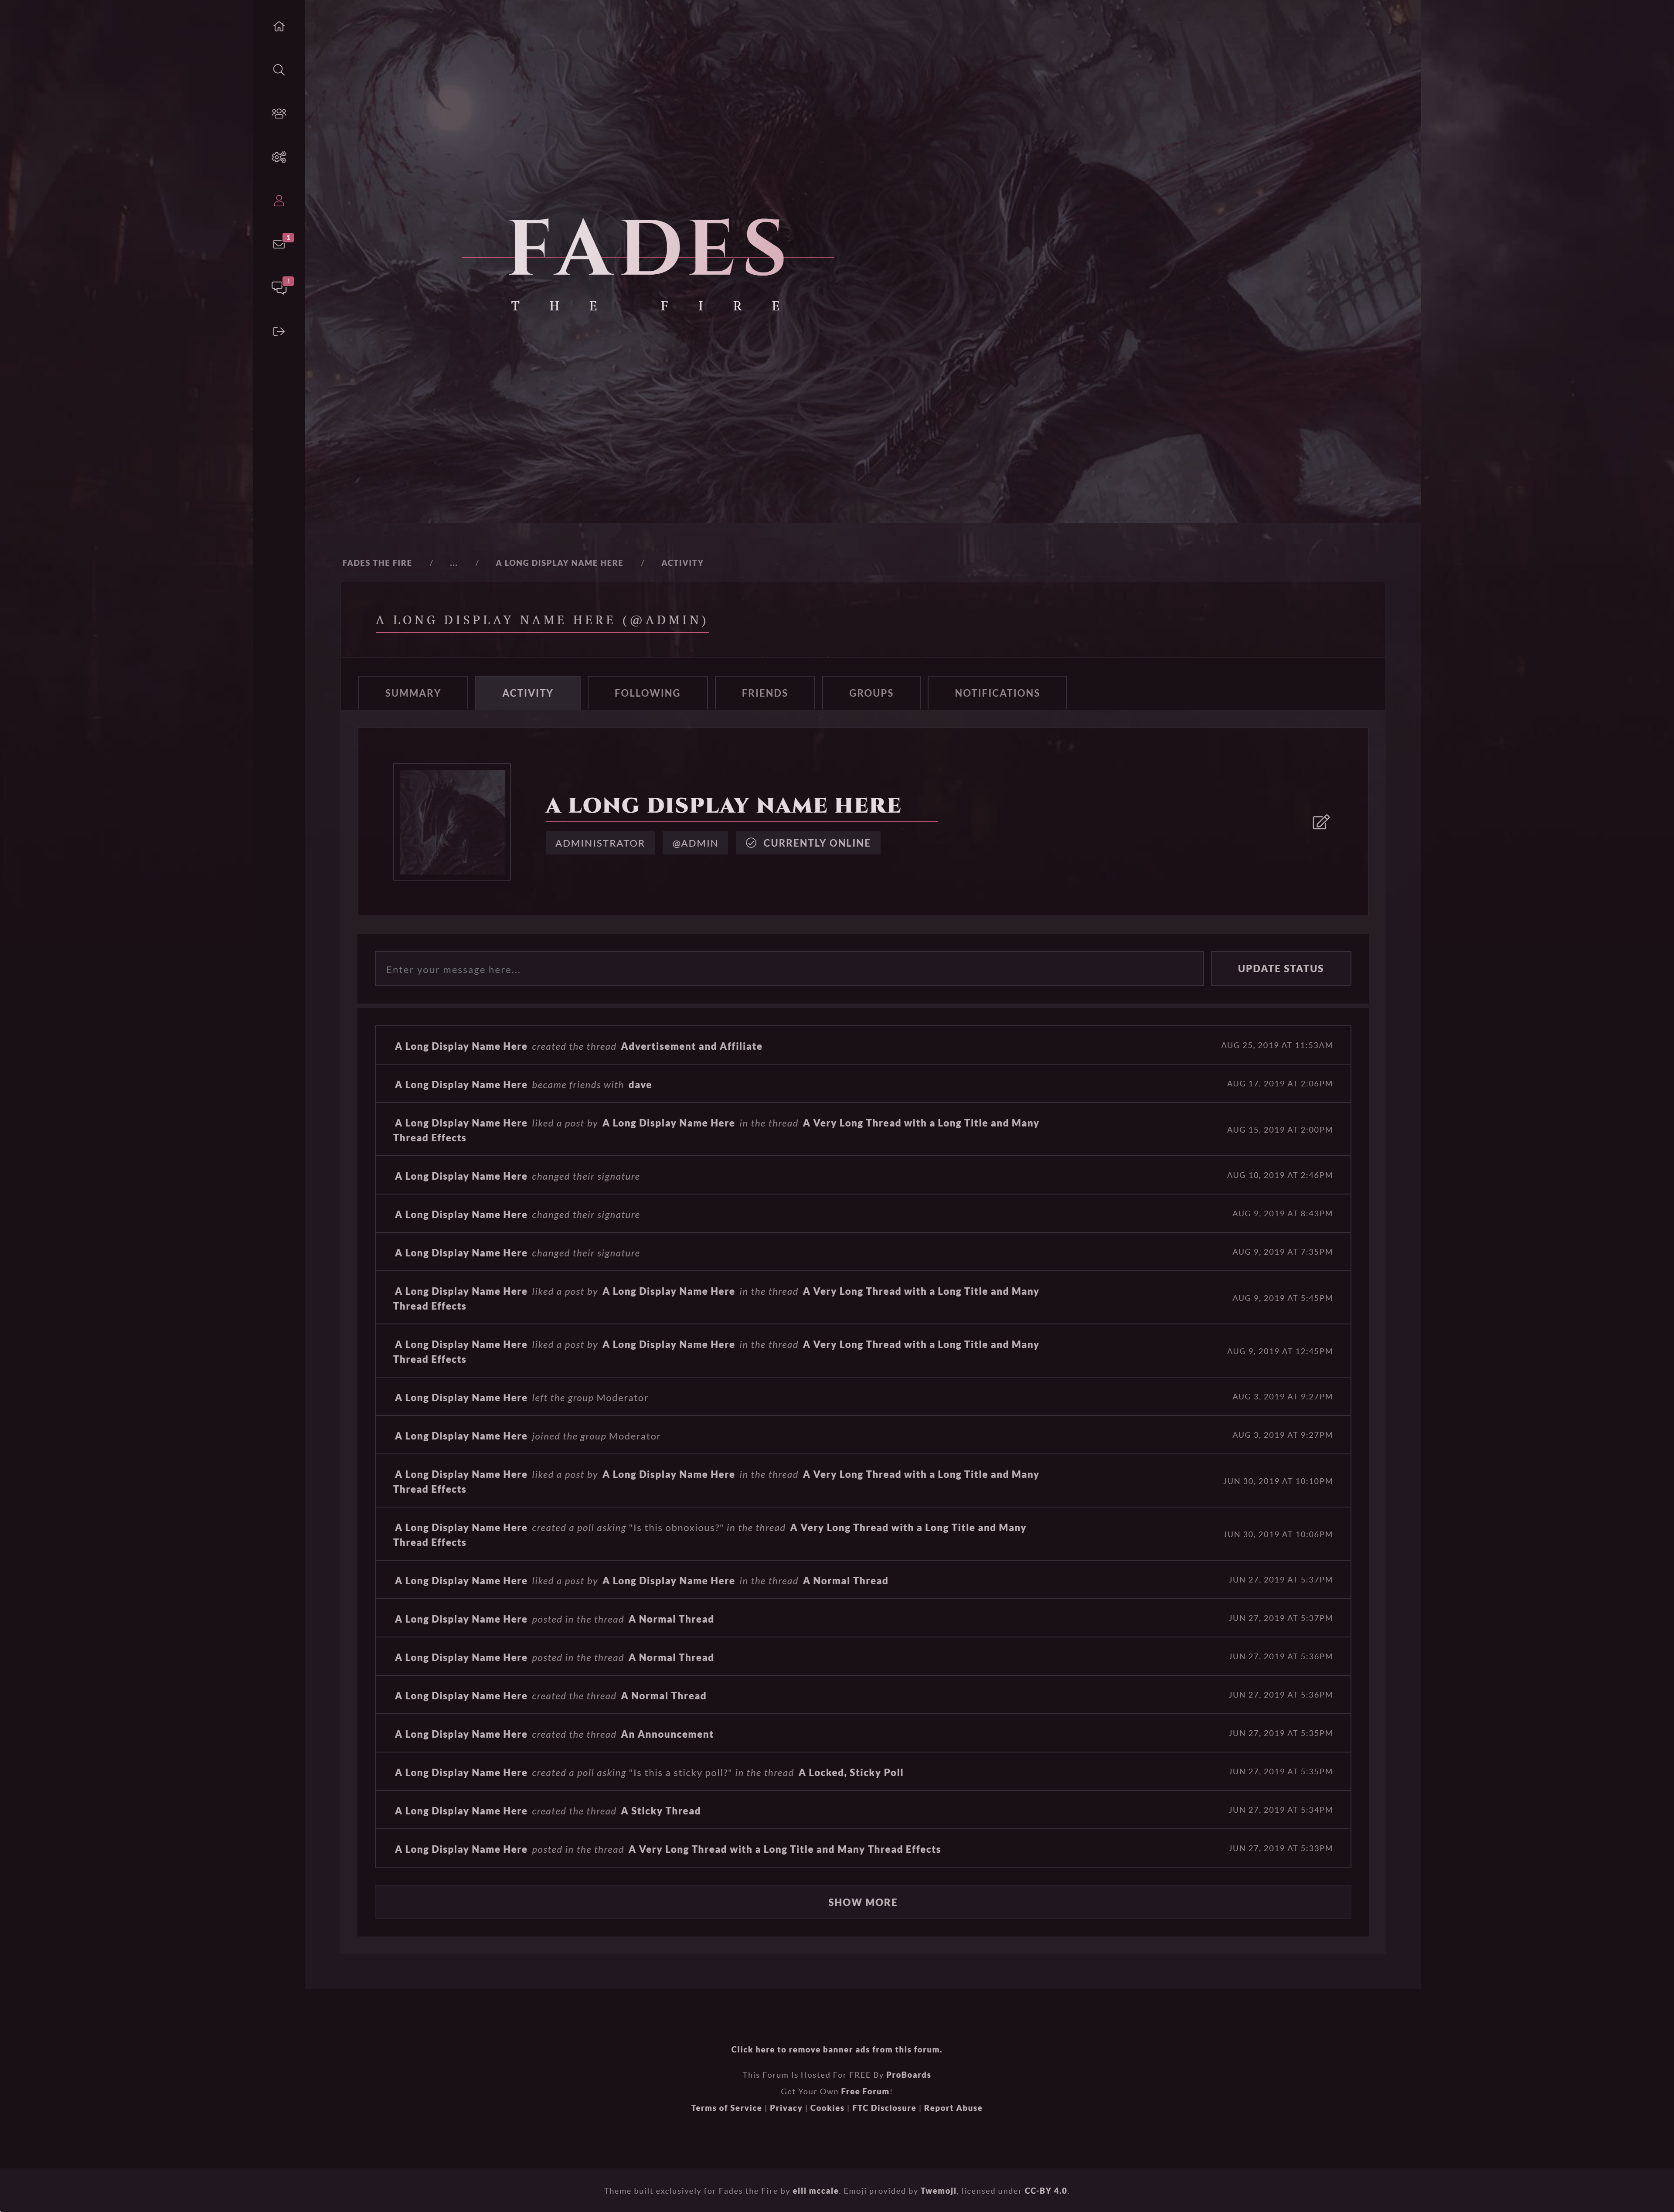 1
!
FADES
THE FIRE
FADES THE FIRE / ... / A LONG DISPLAY NAME HERE / ACTIVITY
A LONG DISPLAY NAME HERE (@ADMIN)
SUMMARY ACTIVITY FOLLOWING FRIENDS GROUPS NOTIFICATIONS
A LONG DISPLAY NAME HERE
ADMINISTRATOR @ADMIN CURRENTLY ONLINE
Enter your message here... UPDATE STATUS
A Long Display Name Here created the thread Advertisement and Affiliate AUG 25, 2019 AT 11:53AM
A Long Display Name Here became friends with dave AUG 17, 2019 AT 2:06PM
A Long Display Name Here liked a post by A Long Display Name Here in the thread A Very Long Thread with a Long Title and Many
Thread Effects AUG 15, 2019 AT 2:00PM
A Long Display Name Here changed their signature AUG 10, 2019 AT 2:46PM
A Long Display Name Here changed their signature AUG 9, 2019 AT 8:43PM
A Long Display Name Here changed their signature AUG 9, 2019 AT 7:35PM
A Long Display Name Here liked a post by A Long Display Name Here in the thread A Very Long Thread with a Long Title and Many
Thread Effects AUG 9, 2019 AT 5:45PM
A Long Display Name Here liked a post by A Long Display Name Here in the thread A Very Long Thread with a Long Title and Many
Thread Effects AUG 9, 2019 AT 12:45PM
A Long Display Name Here left the group Moderator AUG 3, 2019 AT 9:27PM
A Long Display Name Here joined the group Moderator AUG 3, 2019 AT 9:27PM
A Long Display Name Here liked a post by A Long Display Name Here in the thread A Very Long Thread with a Long Title and Many
Thread Effects JUN 30, 2019 AT 10:10PM
A Long Display Name Here created a poll asking "Is this obnoxious?" in the thread A Very Long Thread with a Long Title and Many
Thread Effects JUN 30, 2019 AT 10:06PM
A Long Display Name Here liked a post by A Long Display Name Here in the thread A Normal Thread JUN 27, 2019 AT 5:37PM
A Long Display Name Here posted in the thread A Normal Thread JUN 27, 2019 AT 5:37PM
A Long Display Name Here posted in the thread A Normal Thread JUN 27, 2019 AT 5:36PM
A Long Display Name Here created the thread A Normal Thread JUN 27, 2019 AT 5:36PM
A Long Display Name Here created the thread An Announcement JUN 27, 2019 AT 5:35PM
A Long Display Name Here created a poll asking "Is this a sticky poll?" in the thread A Locked, Sticky Poll JUN 27, 2019 AT 5:35PM
A Long Display Name Here created the thread A Sticky Thread JUN 27, 2019 AT 5:34PM
A Long Display Name Here posted in the thread A Very Long Thread with a Long Title and Many Thread Effects JUN 27, 2019 AT 5:33PM
SHOW MORE
Click here to remove banner ads from this forum.
This Forum Is Hosted For FREE By ProBoards
Get Your Own Free Forum!
Terms of Service | Privacy | Cookies | FTC Disclosure | Report Abuse
Theme built exclusively for Fades the Fire by elli mccale. Emoji provided by Twemoji, licensed under CC-BY 4.0.